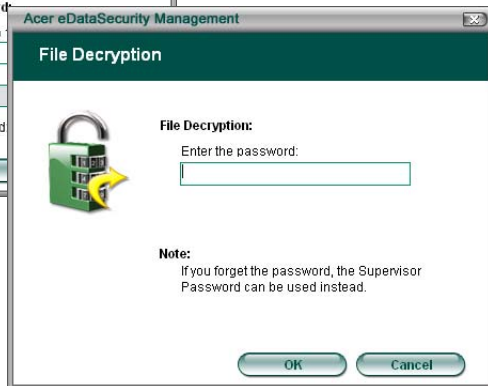 Acer eDataSecurity Management
File Decryption
File Decryption:
Enter the password:
Note:
If you forget the password, the Supervisor
Password can be used instead.
OK
Cancel